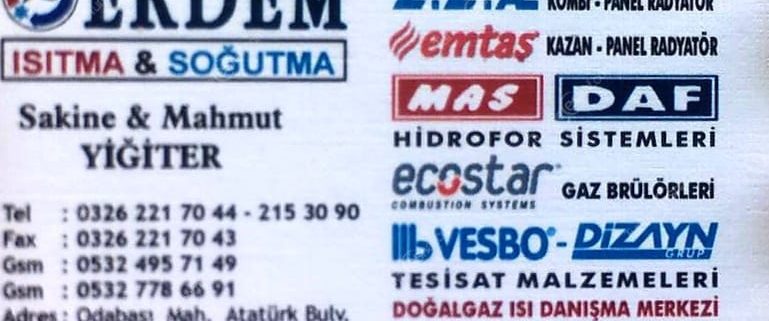 ERDEM
ISITMA & SOĞUTMA
Sakine & Mahmut
YİĞİTER
Tel : 0326 221 70 44 - 215 30 90
Fax : 0326 221 70 43
Gsm : 0532 495 71 49
Gsm : 0532 778 66 91
Adres : Odabaşı Mah. Atatürk Bulv.
KOMBİ - PANEL RADYATÖR
emtaş KAZAN - PANEL RADYATÖR
MAS DAF
HİDROFOR SİSTEMLERİ
ecostar GAZ BRÜLÖRLERİ
COMBUSTION SYSTEMS
VESBO® - DİZAYN
GRUP
TESİSAT MALZEMELERİ
DOĞALGAZ ISI DANIŞMA MERKEZİ